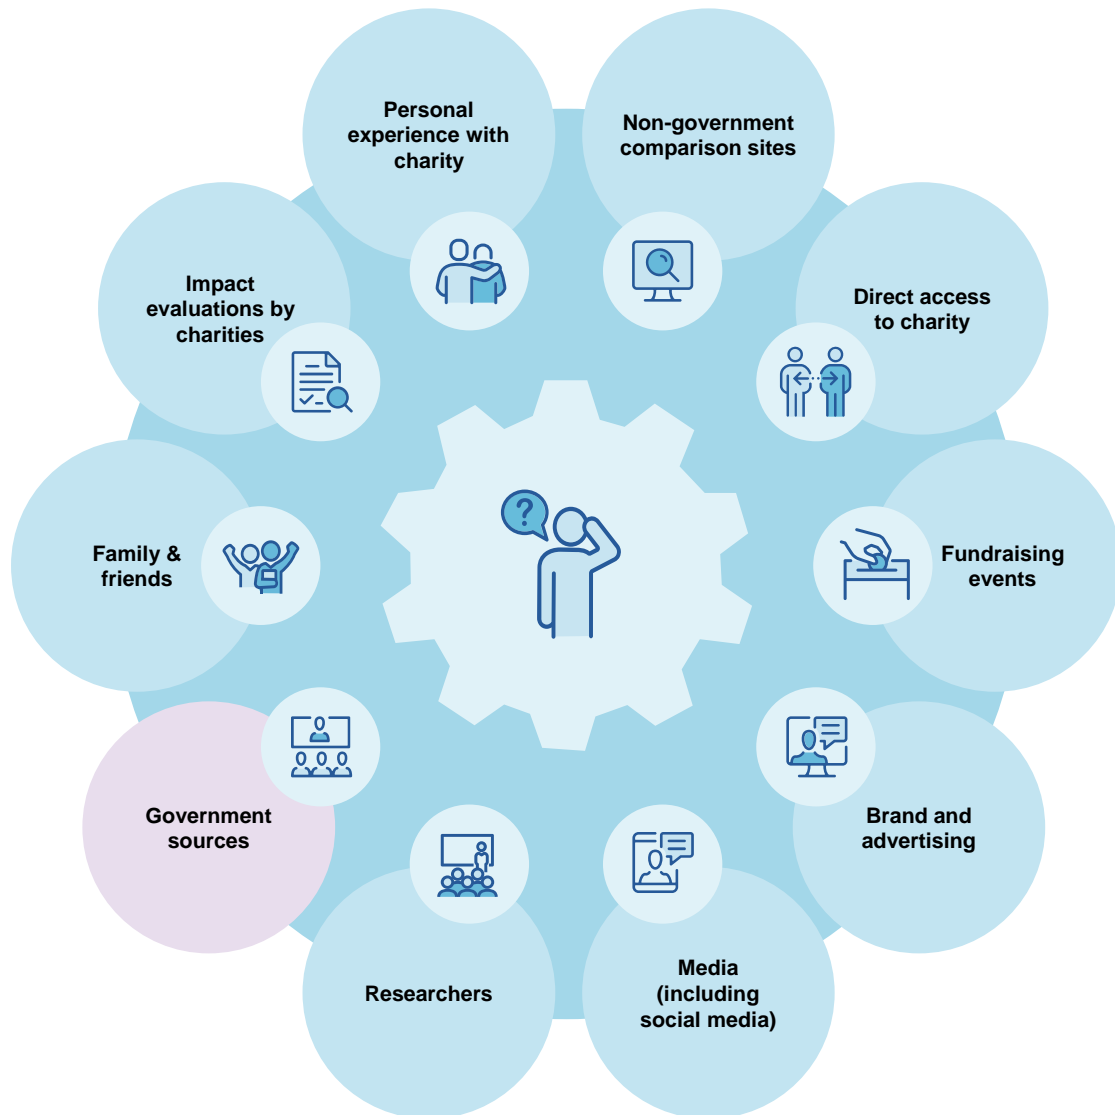 Personal
experience with
charity
Non-government
comparison sites
Direct access
to charity
Fundraising
events
Brand and
advertising
Media
(including
social media)
Researchers
Government
sources
Family &
friends
Impact
evaluations by
charities
?